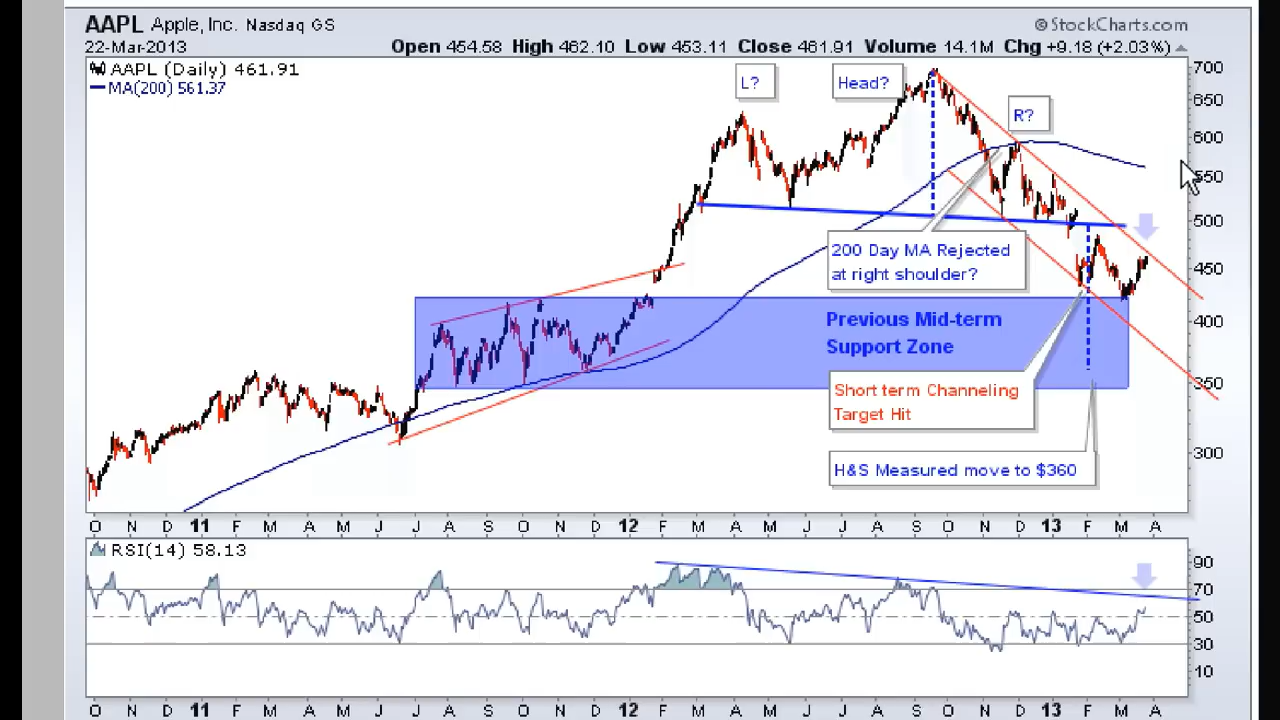 AAPL Apple, Inc. Nasdaq GS
© StockCharts.com
22-Mar-2013
Open 454.58 High 462.10 Low 453.11 Close 461.91 Volume 14.1M Chg +9.18 (+2.03%)
AAPL (Daily) 461.91
MA(200) 561.37
L?
Head?
R?
700
650
600
550
500
450
400
350
300
200 Day MA Rejected
at right shoulder?
Previous Mid-term
Support Zone
Short term Channeling
Target Hit
H&S Measured move to $360
O N D 11 F M A M J J A S O N D 12 F M A M J J A S O N D 13 F M A
RSI(14) 58.13
90
70
50
30
10
O N D 11 F M A M J J A S O N D 12 F M A M J J A S O N D 13 F M A